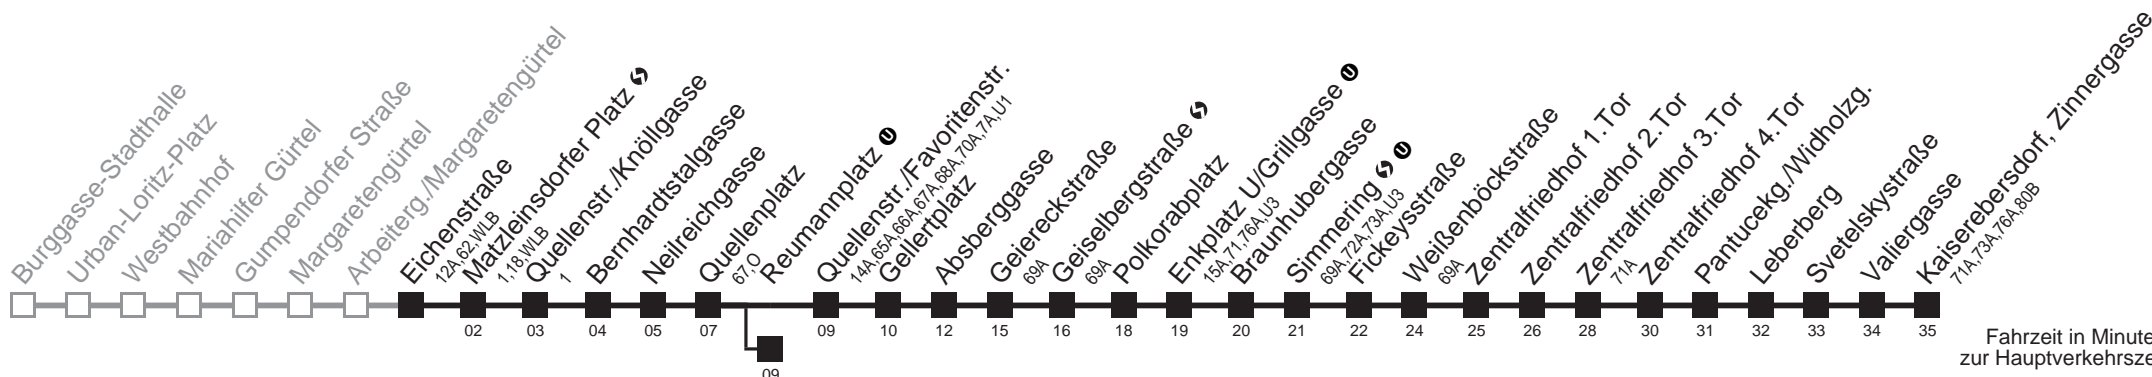 Burggasse-Stadthalle
Urban-Loritz-Platz
Westbahnhof
Mariahilfer Gürtel
Gumpendorfer Straße
Margaretengürtel
Arbeiterg./Margaretengürtel
Eichenstraße
12A,62,WLB
Matzleinsdorfer Platz
1,18,WLB
Quellenstr./Knöllgasse
1
Bernhardtstalgasse
Neilreichgasse
Quellenplatz
67,O
Reumannplatz U
Quellenstr./Favoritenstr.
14A,65A,66A,67A,68A,70A,7A,U1
Gellertplatz
Absberggasse
Geiereckstraße
69A
Geiselbergstraße
69A
Polkorabplatz
Enkplatz U/Grillgasse U
15A,71,76A,U3
Braunhubergasse
Simmering U
69A,72A,73A,U3
Fickeysstraße
Weißenböckstraße
69A
Zentralfriedhof 1.Tor
Zentralfriedhof 2.Tor
Zentralfriedhof 3.Tor
71A
Zentralfriedhof 4.Tor
Pantucekg./Widholzg.
Leberberg
Svetelskystraße
Valiergasse
Kaiserebersdorf, Zinnergasse
71A,73A,76A,80B
02 03 04 05 07 09 10 12 15 16 18 19 20 21 22 24 25 26 28 30 31 32 33 34 35
09
Fahrzeit in Minute
zur Hauptverkehrsze